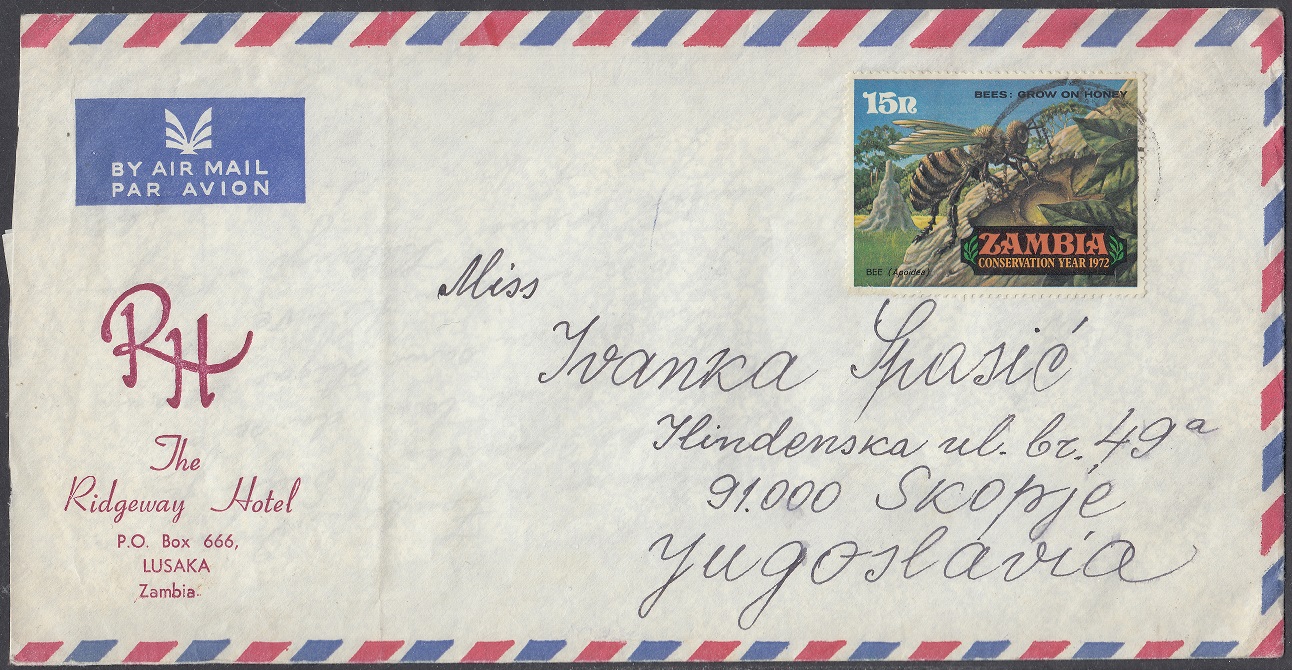 BY AIR MAIL
PAR AVION
15n
BEES: GROW ON HONEY
ZAMBIA
CONSERVATION YEAR 1972
BEE (Apoidea)
Miss
Ivanka Spasić
Ilindenska ul. br. 49a
91.000 Skopje
Yugoslavia
RH
The
Ridgeway Hotel
P.O. Box 666,
LUSAKA
Zambia